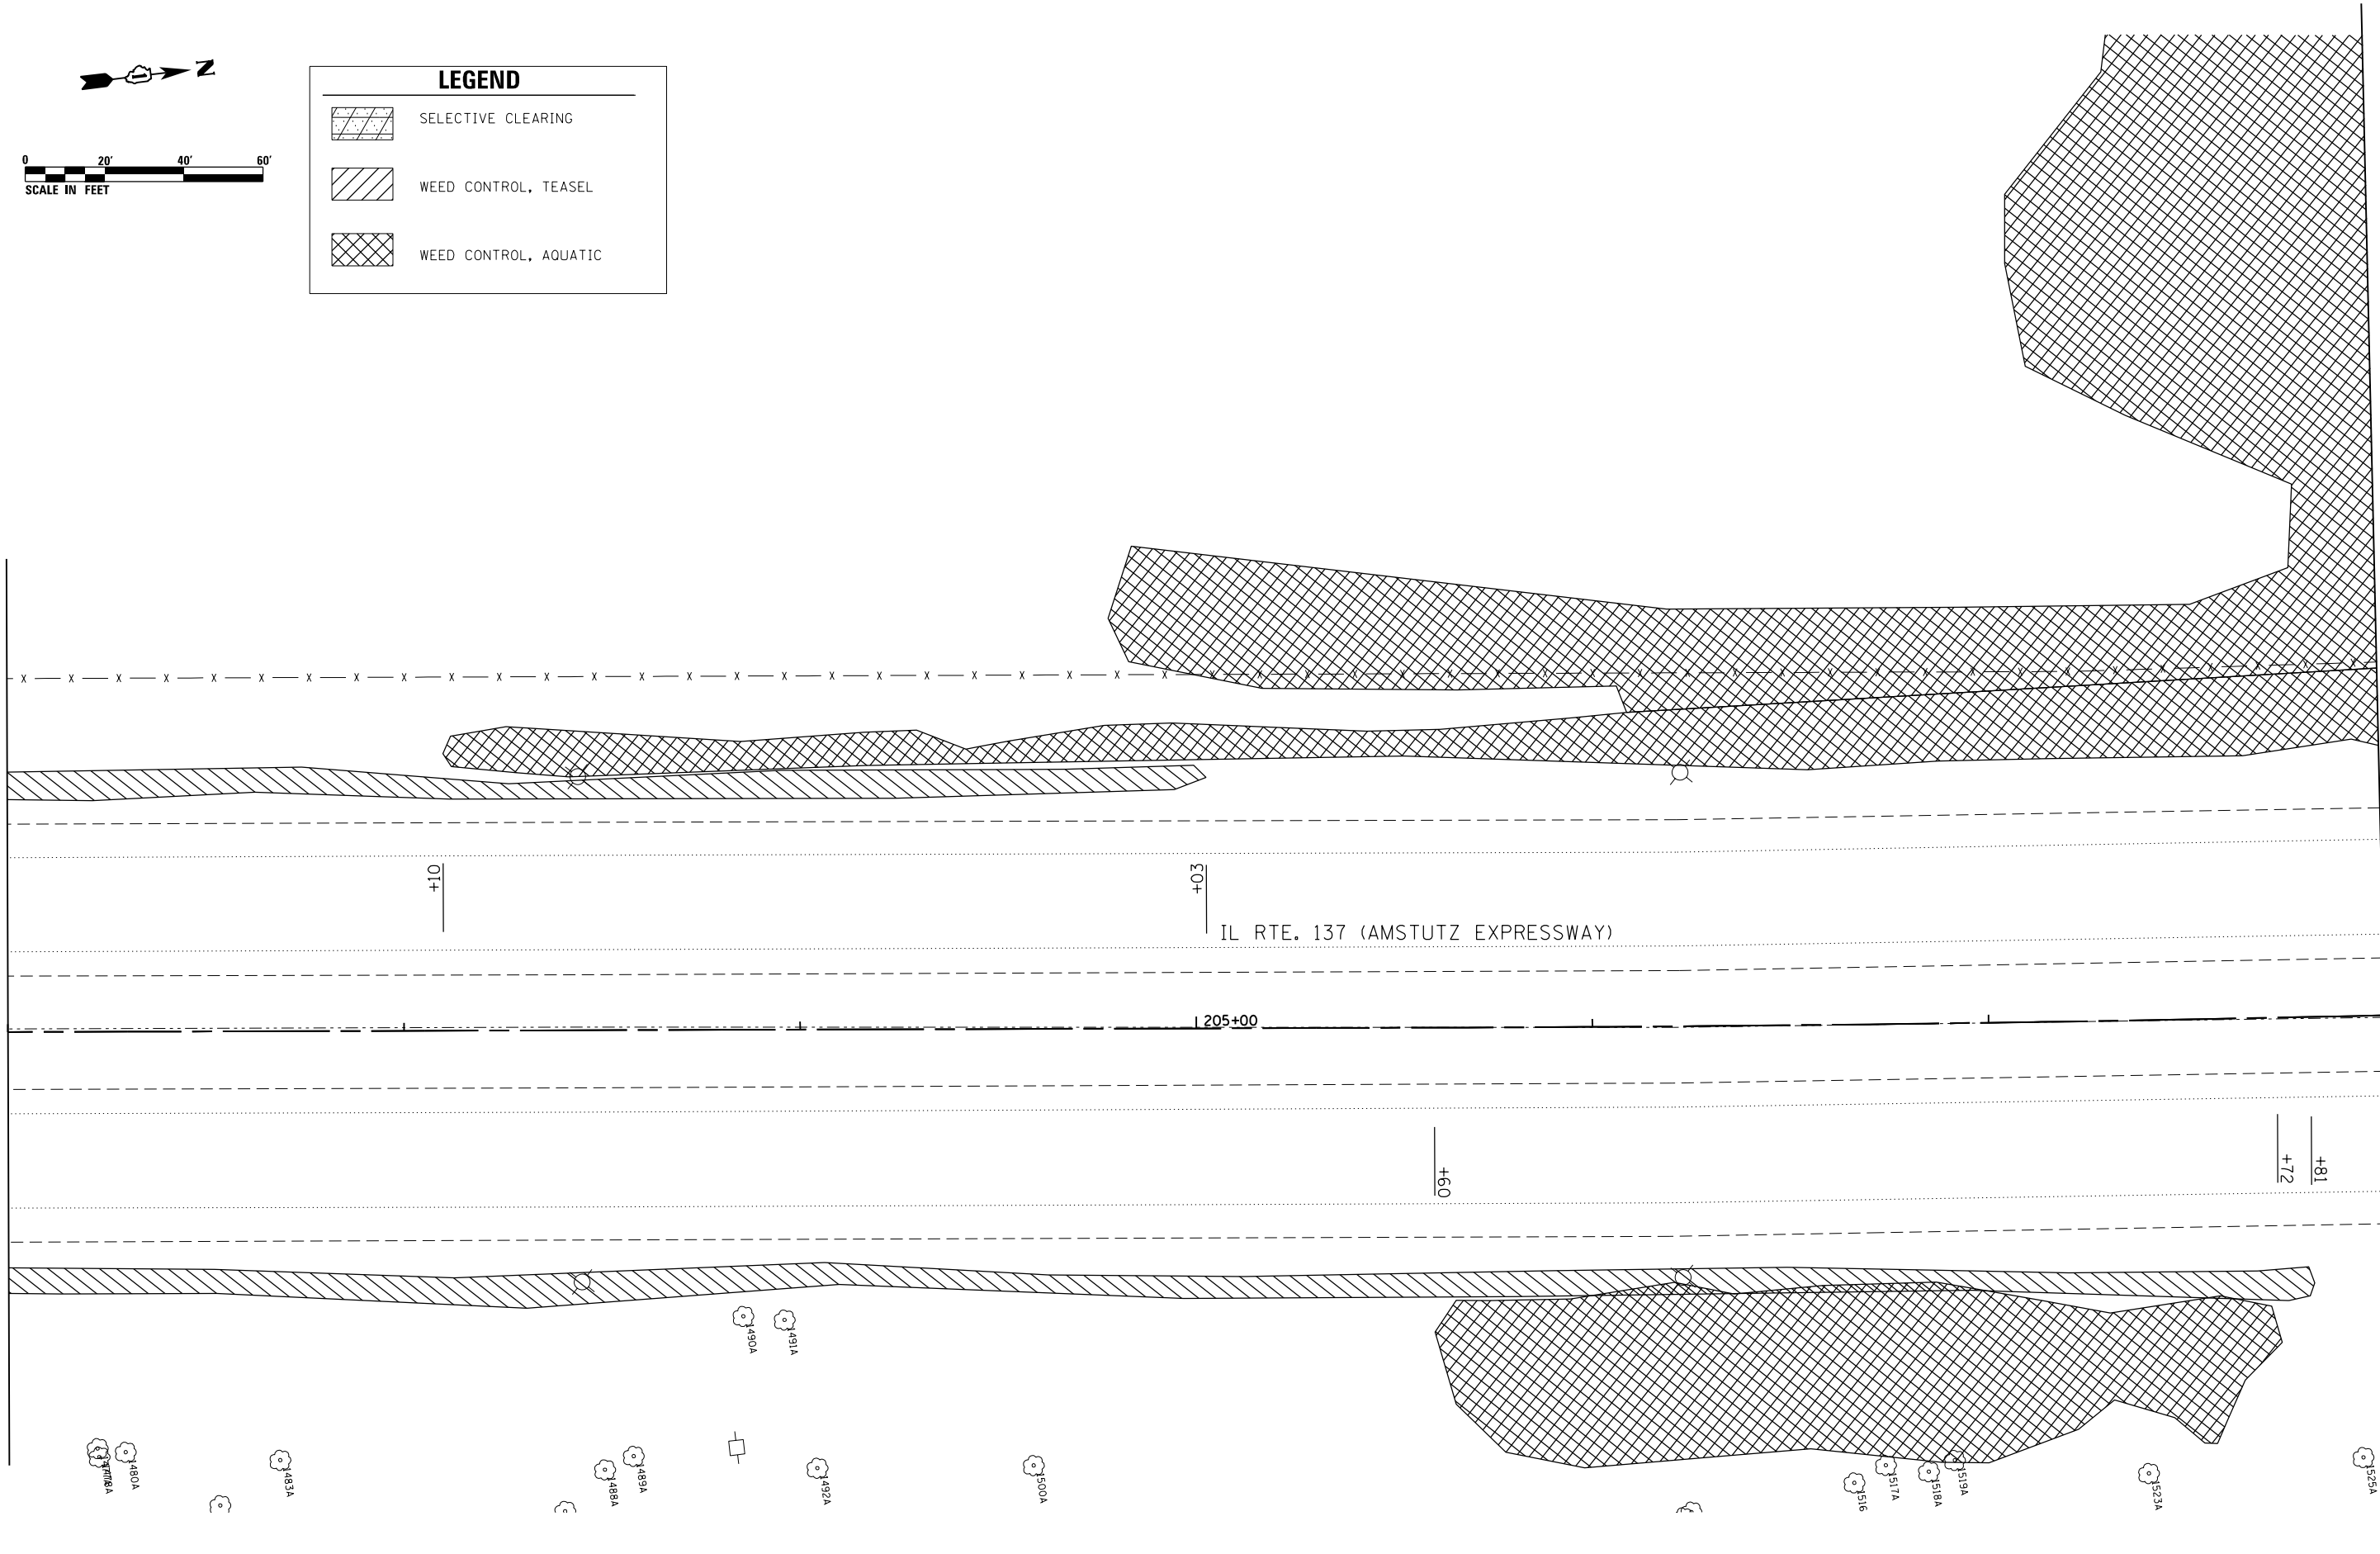 N
LEGEND
SELECTIVE CLEARING
WEED CONTROL, TEASEL
WEED CONTROL, AQUATIC
0 20' 40' 60'
SCALE IN FEET
+10
+03
IL RTE. 137 (AMSTUTZ EXPRESSWAY)
205+00
+60
+72
+81
1490A
1491A
1480A
1483A
1488A
1489A
1492A
1500A
1516
1517A
1518A
1519A
1523A
1525A